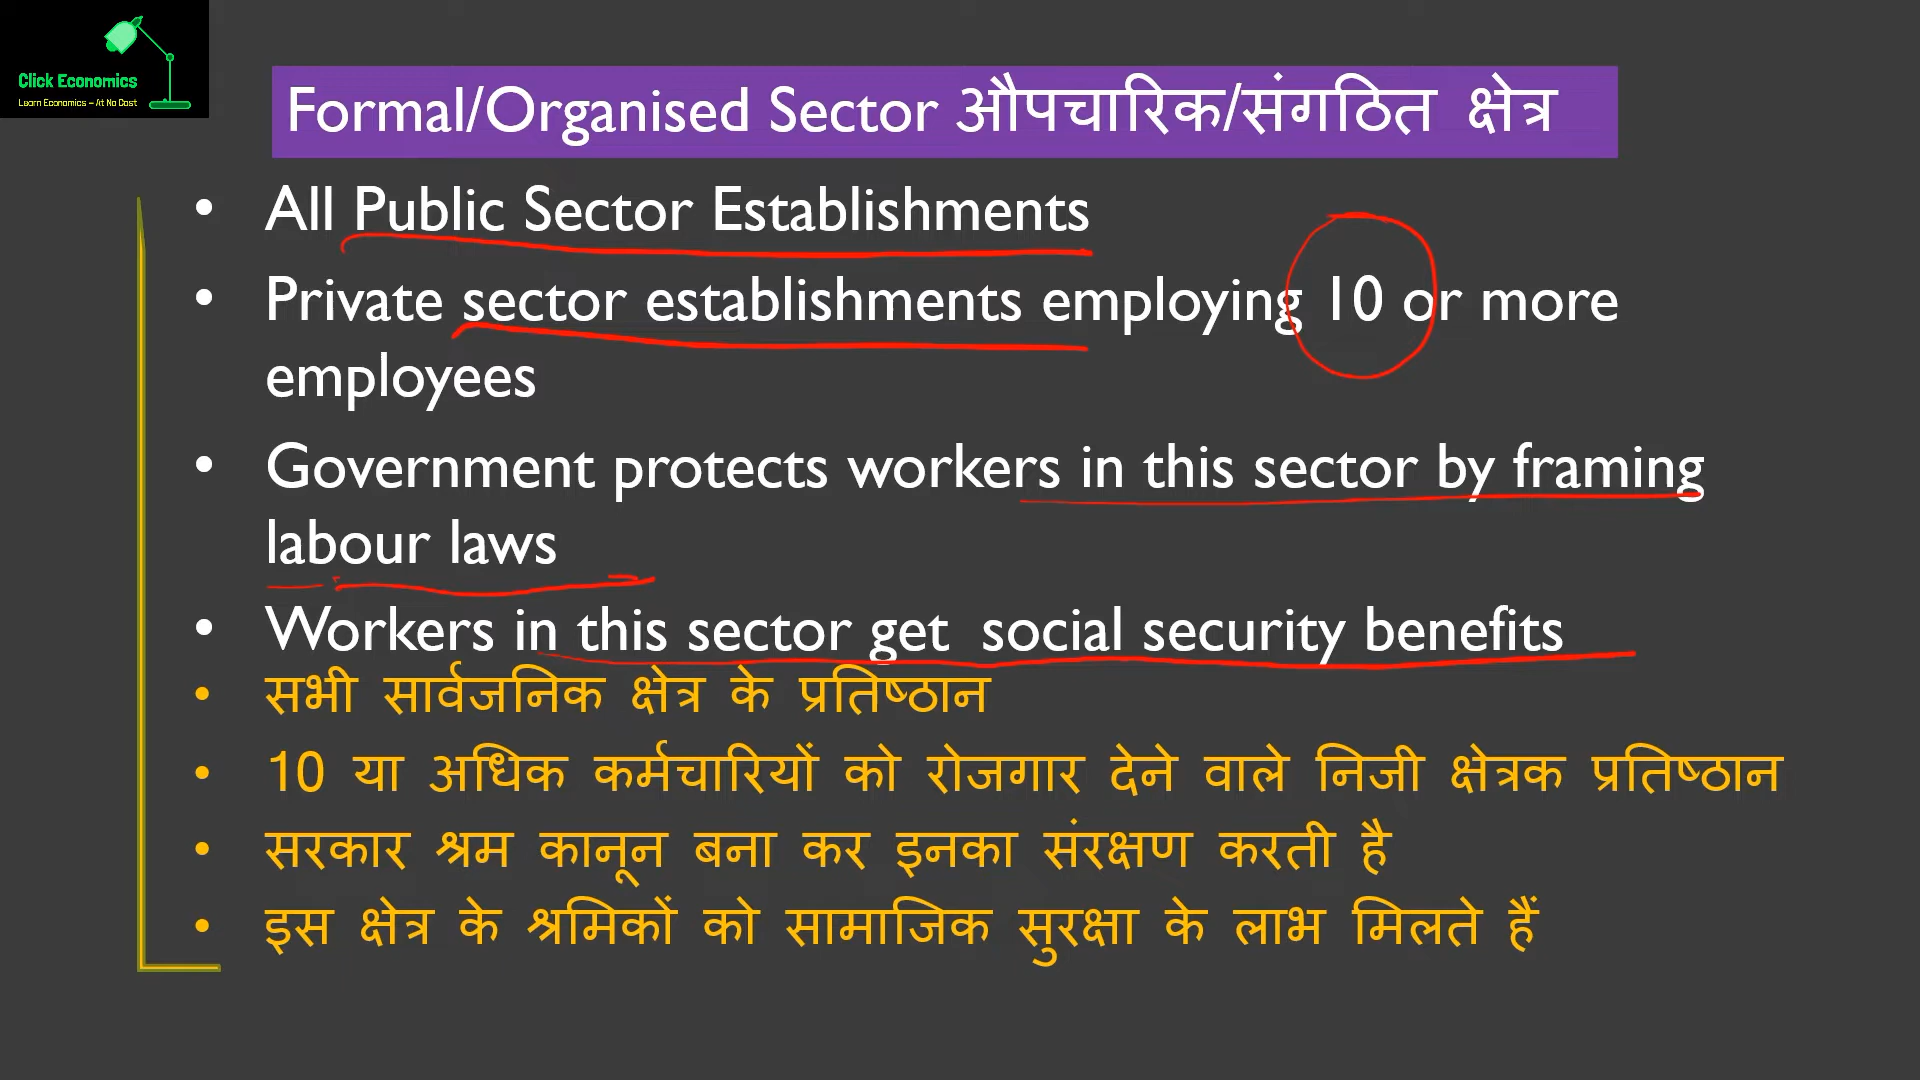 Click Economics
Learn Economics – At No Cost
Formal/Organised Sector औपचारिक/संगठित क्षेत्र
• All Public Sector Establishments
• Private sector establishments employing 10 or more
employees
• Government protects workers in this sector by framing
labour laws
• Workers in this sector get social security benefits
• सभी सार्वजनिक क्षेत्र के प्रतिष्ठान
• 10 या अधिक कर्मचारियों को रोजगार देने वाले निजी क्षेत्रक प्रतिष्ठान
• सरकार श्रम कानून बना कर इनका संरक्षण करती है
• इस क्षेत्र के श्रमिकों को सामाजिक सुरक्षा के लाभ मिलते हैं